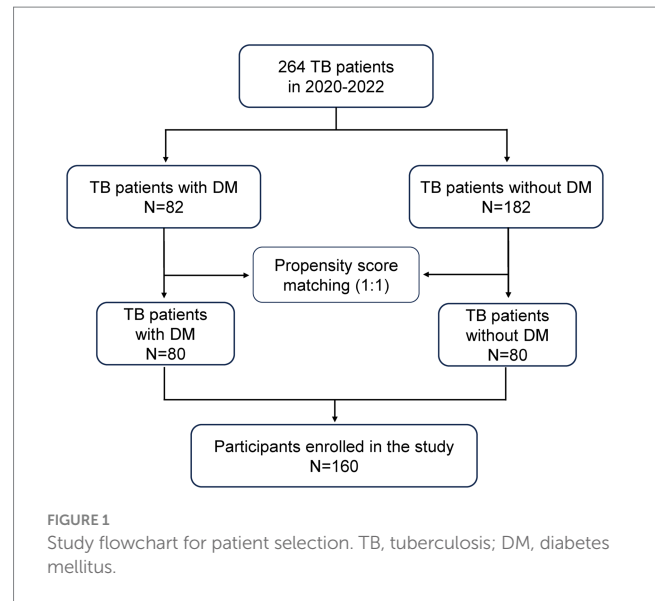 264 TB patients
in 2020-2022
TB patients with DM
N=82
TB patients without DM
N=182
Propensity score
matching (1:1)
TB patients
with DM
N=80
TB patients
without DM
N=80
Participants enrolled in the study
N=160
FIGURE 1
Study flowchart for patient selection. TB, tuberculosis; DM, diabetes
mellitus.